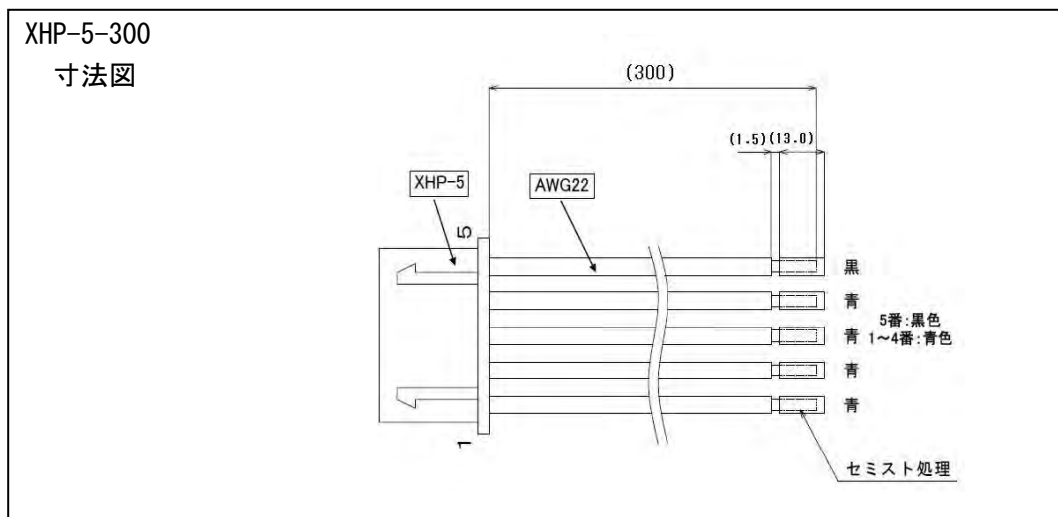 XHP-5-300
寸法図
(300)
(1.5)(13.0)
XHP-5
AWG22
5
黒
青
5番:黒色
青 1～4番:青色
青
青
1
セミスト処理